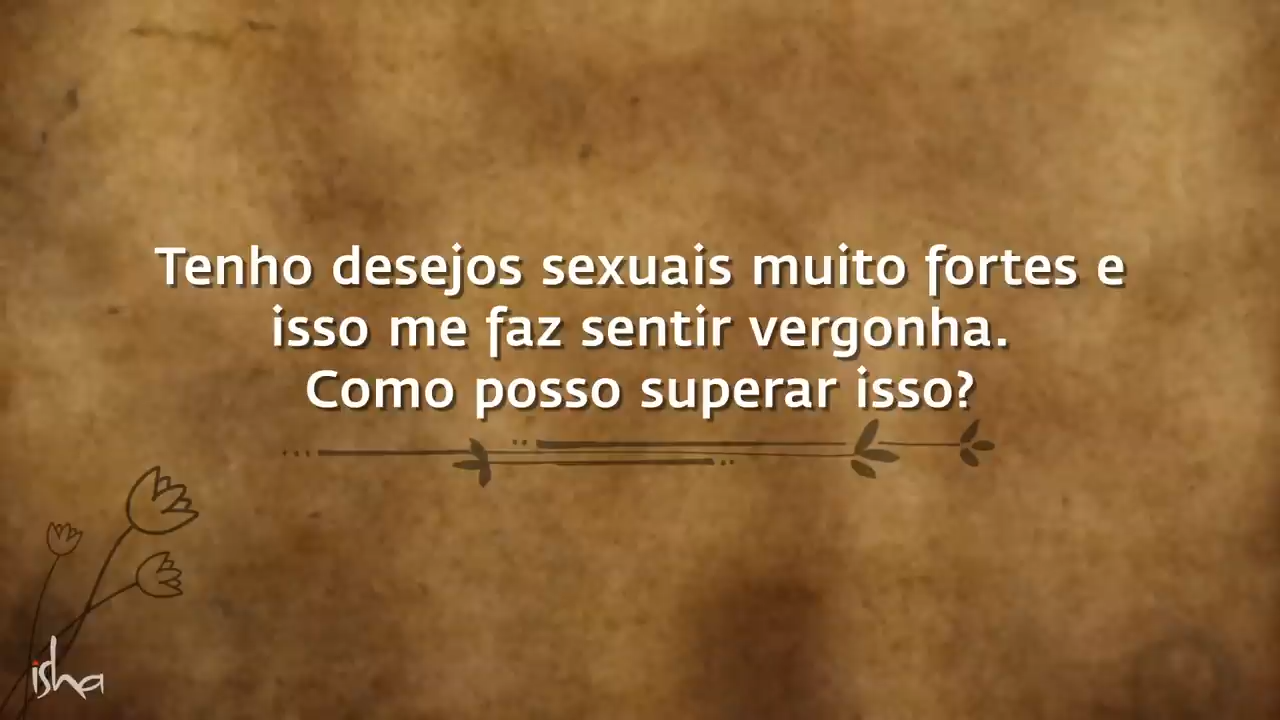 Tenho desejos sexuais muito fortes e
isso me faz sentir vergonha.
Como posso superar isso?
isha